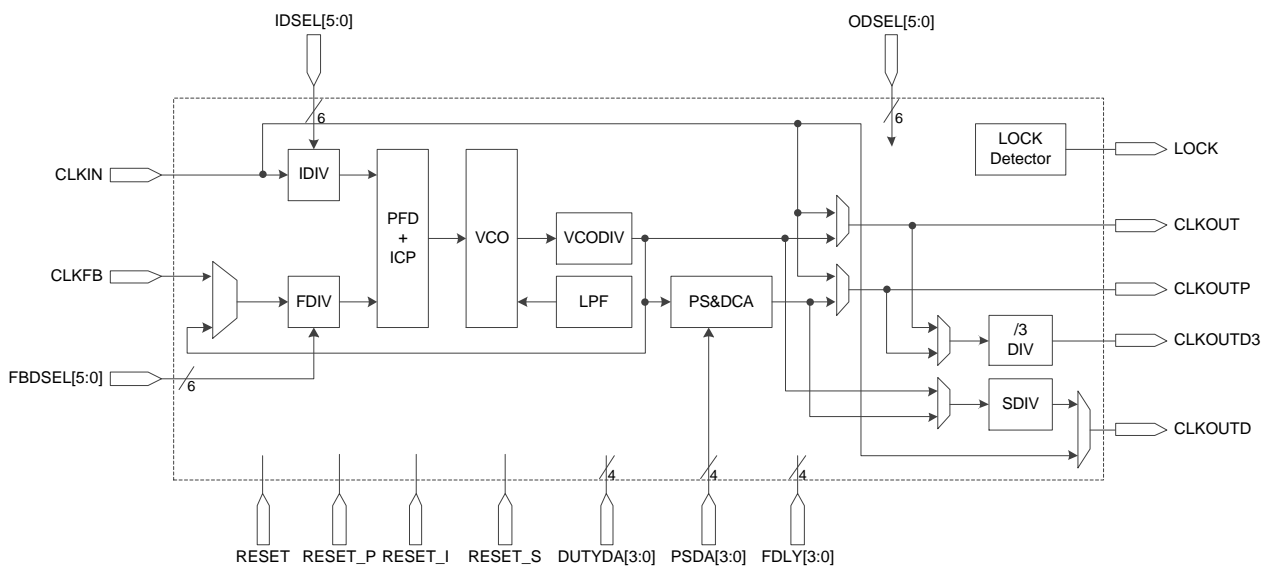 IDSEL[5:0]
ODSEL[5:0]
6
6
LOCK
Detector
LOCK
CLKIN
IDIV
PFD
+
ICP
VCO
VCODIV
CLKOUT
CLKFB
FDIV
LPF
PS&DCA
CLKOUTP
/3
DIV
CLKOUTD3
FBDSEL[5:0]
6
SDIV
CLKOUTD
4
4
4
RESET
RESET_P
RESET_I
RESET_S
DUTYDA[3:0]
PSDA[3:0]
FDLY[3:0]